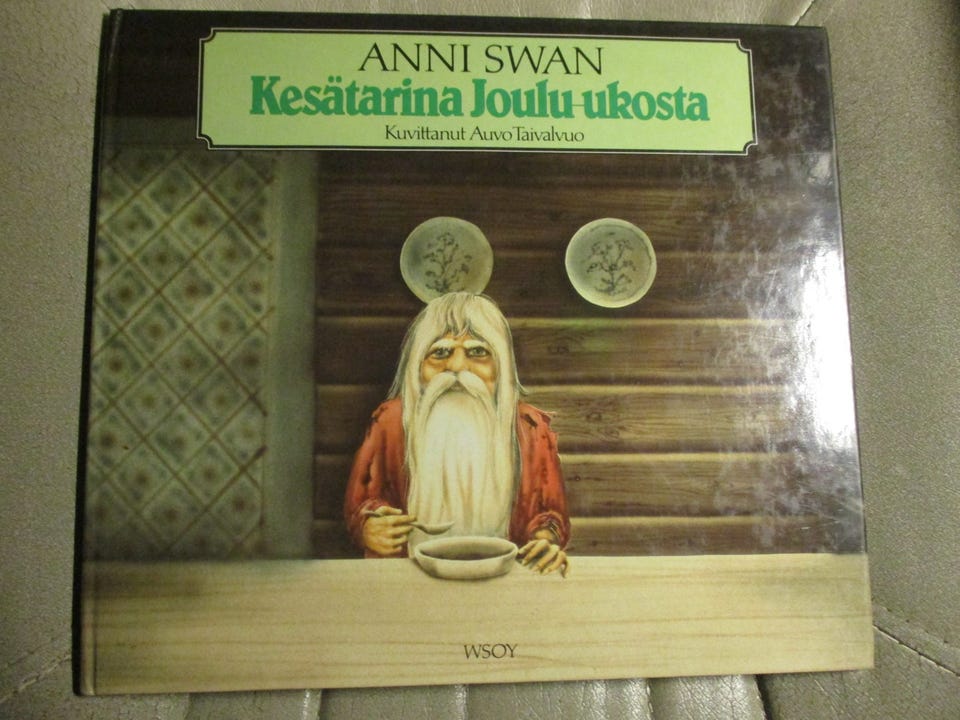 ANNI SWAN
Kesätarina Joulu-ukosta
Kuvittanut Auvo Taivalvuo
WSOY